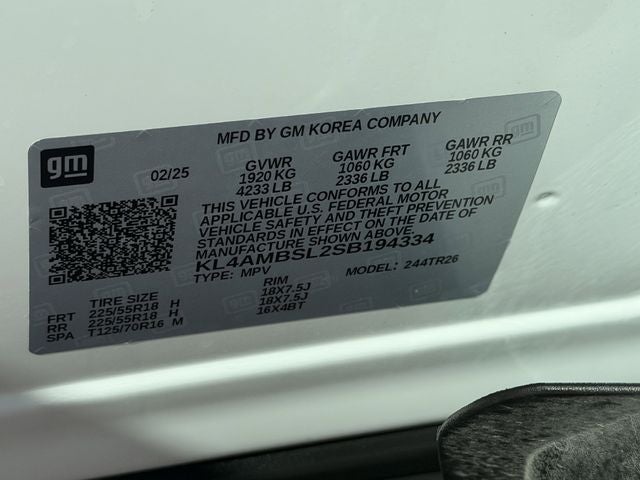 gm
MFD BY GM KOREA COMPANY
02/25
GVWR GAWR FRT GAWR RR
1920 KG 1060 KG 1060 KG
4233 LB 2336 LB 2336 LB
THIS VEHICLE CONFORMS TO ALL
APPLICABLE U.S. FEDERAL MOTOR
VEHICLE SAFETY AND THEFT PREVENTION
STANDARDS IN EFFECT ON THE DATE OF
MANUFACTURE SHOWN ABOVE.
KL4AMBSL2SB194334
TYPE: MPV MODEL: 244TR26
TIRE SIZE RIM
FRT 225/55R18 H 18X7.5J
RR 225/55R18 H 18X7.5J
SPA T125/70R16 M 16X4BT